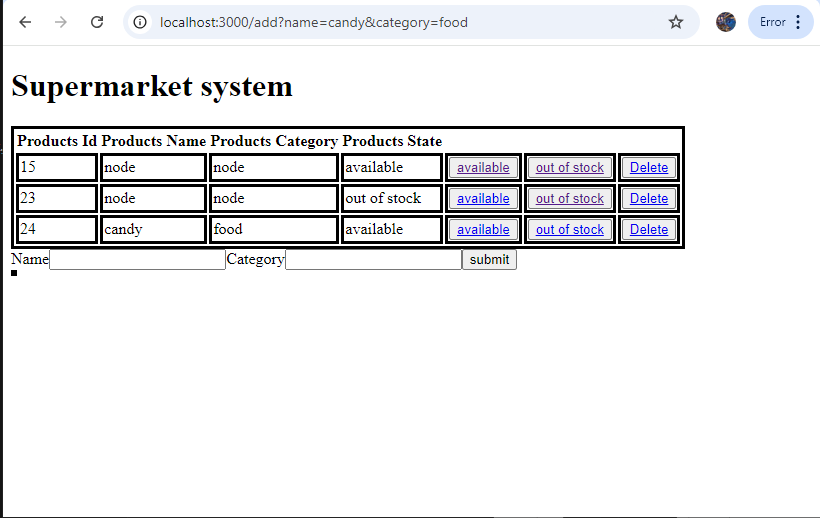 localhost:3000/add?name=candy&category=food Error
Supermarket system
Products Id Products Name Products Category Products State
15 node node available available out of stock Delete
23 node node out of stock available out of stock Delete
24 candy food available available out of stock Delete
Name Category submit